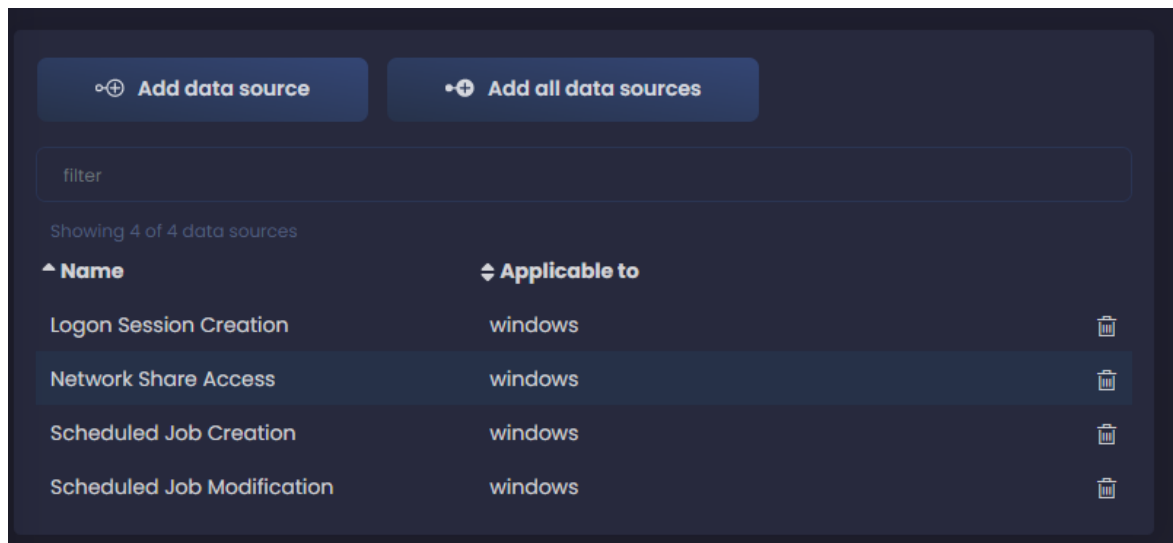 Add data source Add all data sources
filter
Showing 4 of 4 data sources
Name Applicable to
Logon Session Creation windows
Network Share Access windows
Scheduled Job Creation windows
Scheduled Job Modification windows